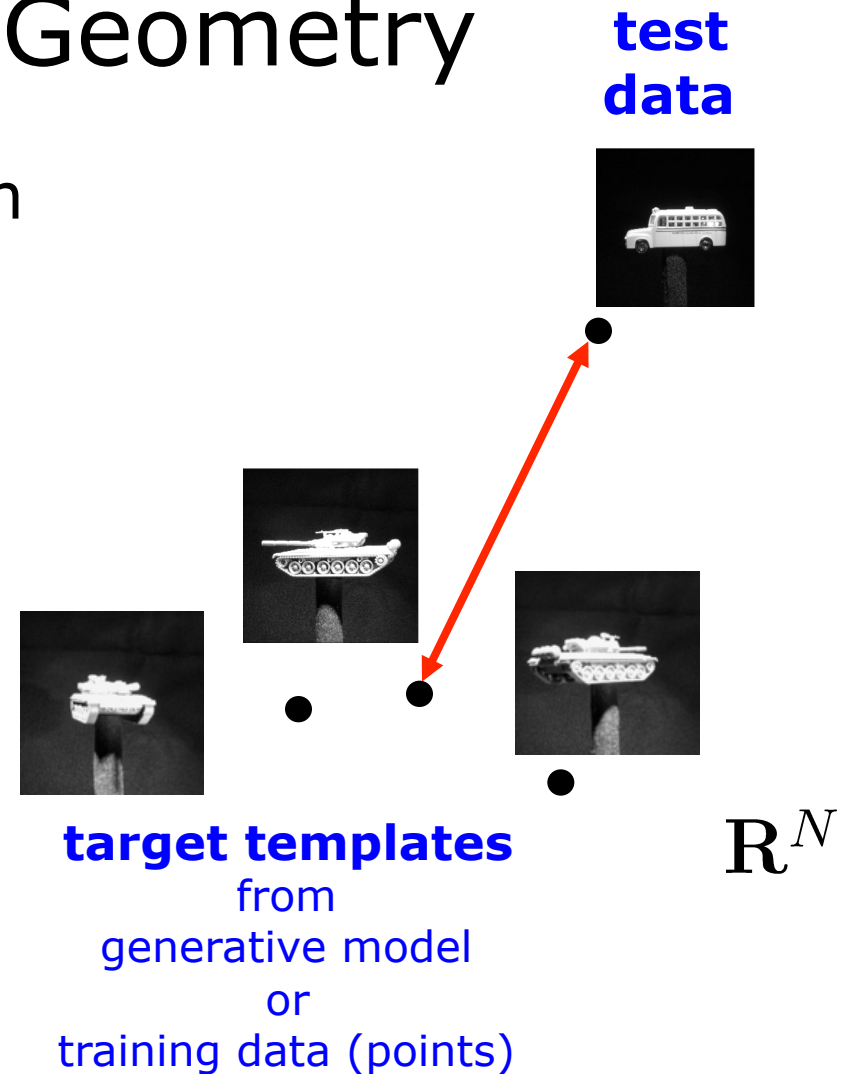 Geometry
test
data
n
target templates
from
generative model
or
training data (points)
R^N